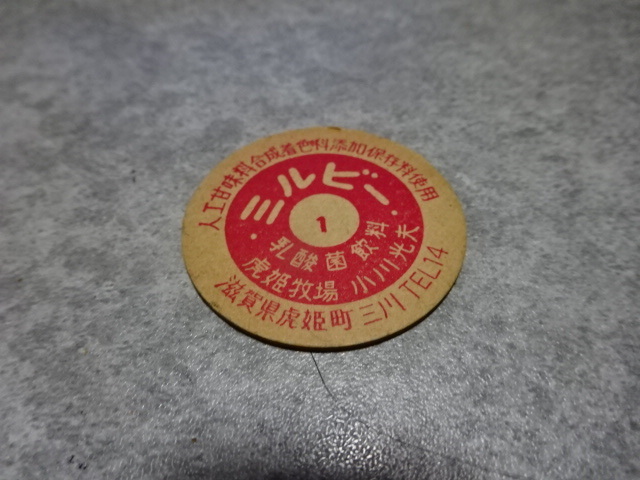 人工甘味料合成着色料添加保存料使用
ミルビー
1
乳酸菌飲料
虎姫牧場 小川光夫
滋賀県虎姫町三川 TEL14